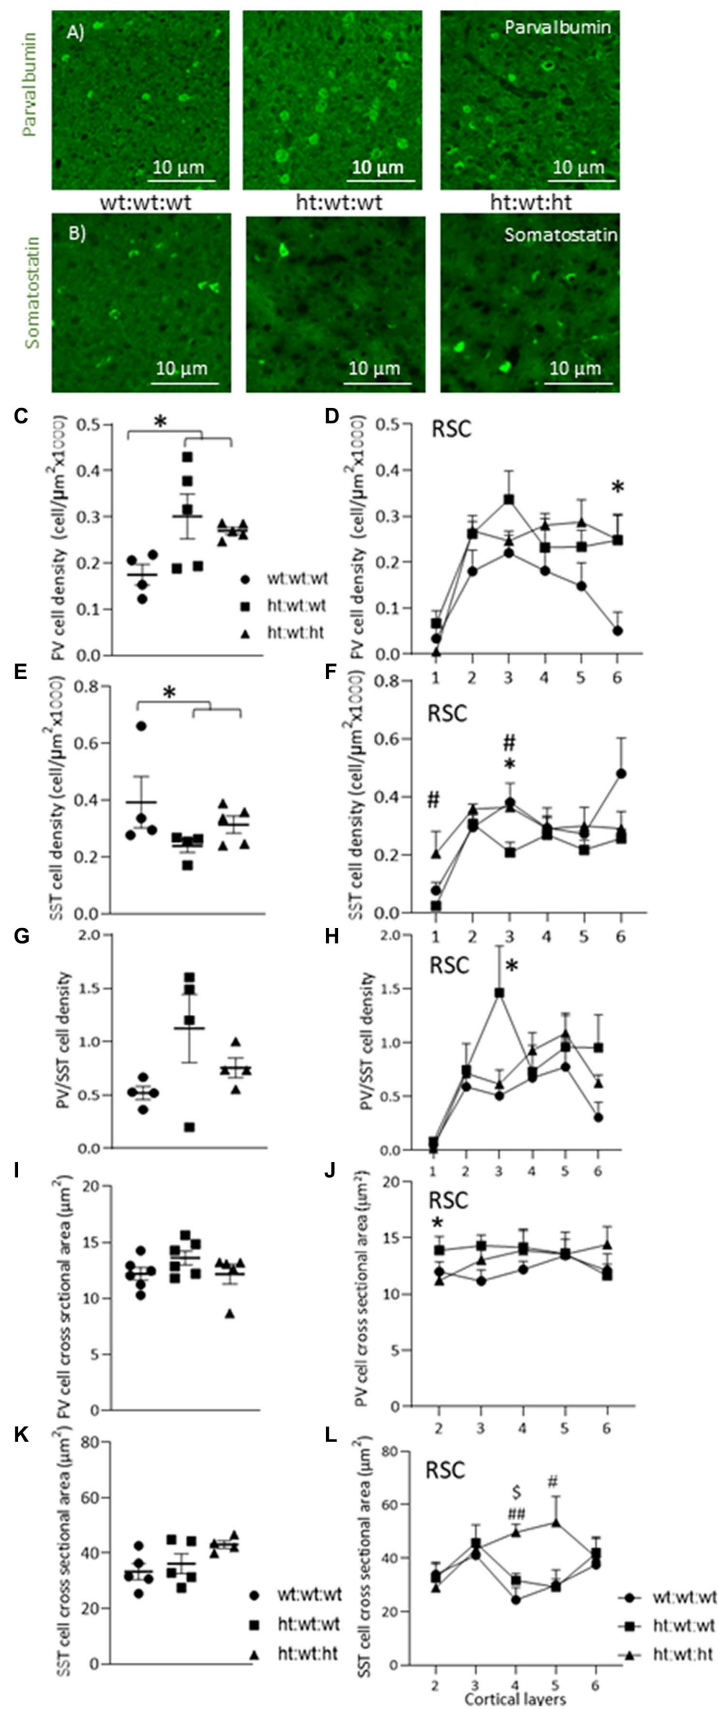 Parvalbumin
A)
Parvalbumin
10 µm
10 µm
10 µm
wt:wt:wt
ht:wt:wt
ht:wt:ht
Somatostatin
B)
Somatostatin
10 µm
10 µm
10 µm
C
PV cell density (cell/µm²x1000)
0.5
0.4
0.3
0.2
0.1
0.0
*
wt:wt:wt
ht:wt:wt
ht:wt:ht
D
PV cell density (cell/µm²x1000)
RSC
0.5
0.4
0.3
0.2
0.1
0.0
*
1 2 3 4 5 6
E
SST cell density (cell/µm²x1000)
0.8
0.6
0.4
0.2
0.0
*
F
SST cell density (cell/µm²x1000)
RSC
0.8
0.6
0.4
0.2
0.0
#
#
*
1 2 3 4 5 6
G
PV/SST cell density
2.0
1.5
1.0
0.5
0.0
H
PV/SST cell density
RSC
2.0
1.5
1.0
0.5
0.0
*
1 2 3 4 5 6
I
PV cell cross srctional area (µm²)
20
15
10
5
0
J
PV cell cross sectional area (µm²)
RSC
*
20
15
10
5
0
2 3 4 5 6
K
SST cell cross sectional area (µm²)
80
60
40
20
0
wt:wt:wt
ht:wt:wt
ht:wt:ht
L
SST cell cross sectional area (µm²)
RSC
80
60
40
20
0
$
##
#
2 3 4 5 6
Cortical layers
wt:wt:wt
ht:wt:wt
ht:wt:ht